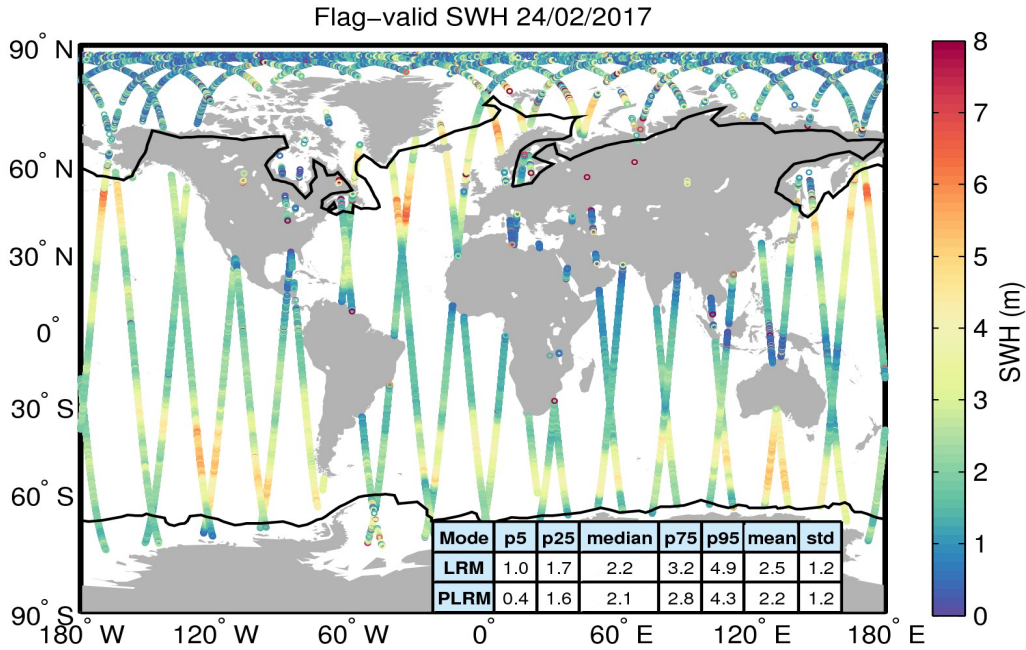 Flag−valid SWH 24/02/2017
90° N
60° N
30° N
0°
30° S
60° S
90° S
180° W
120° W
60° W
0°
60° E
120° E
180° E
8
7
6
5
4
3
2
1
0
SWH (m)
Mode p5 p25 median p75 p95 mean std
LRM 1.0 1.7 2.2 3.2 4.9 2.5 1.2
PLRM 0.4 1.6 2.1 2.8 4.3 2.2 1.2